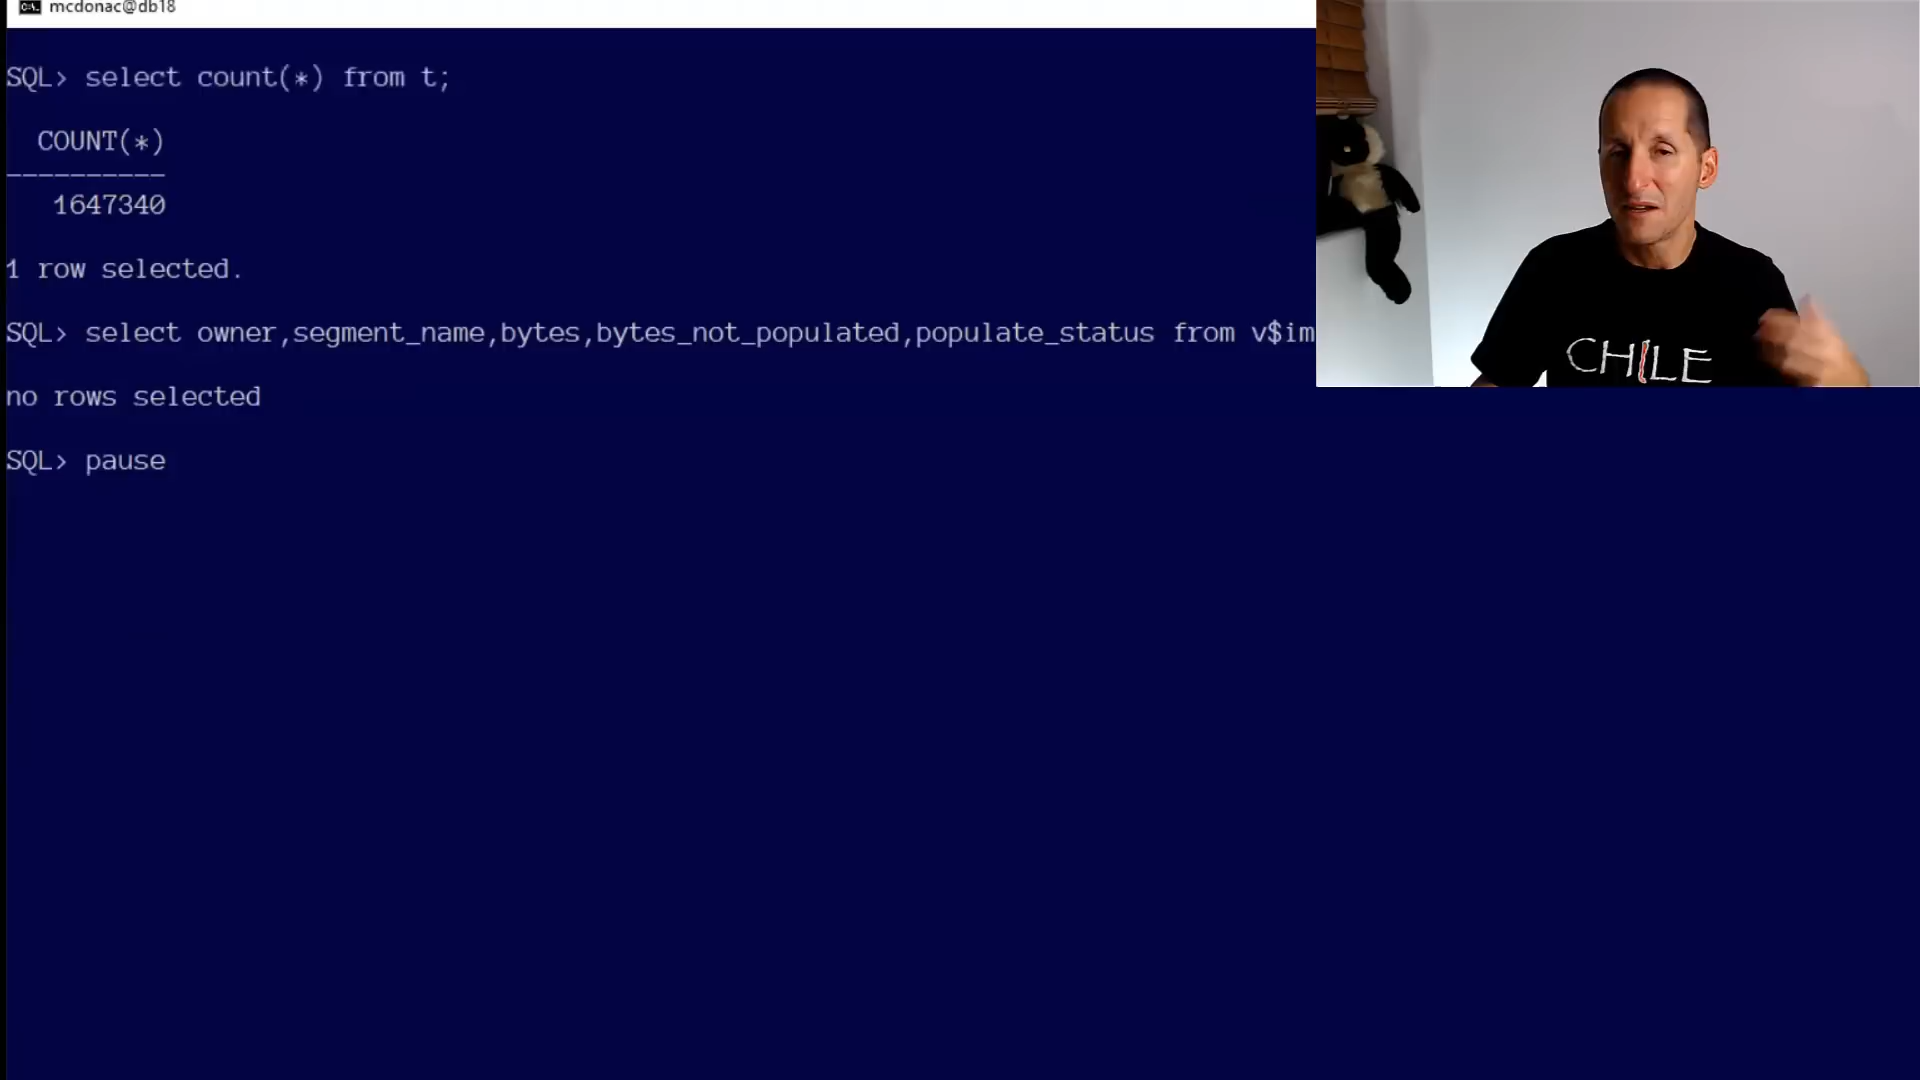 mcdonac@db18
SQL> select count(*) from t;
COUNT(*)
----------
1647340
1 row selected.
SQL> select owner,segment_name,bytes,bytes_not_populated,populate_status from v$im
no rows selected
SQL> pause
CHILE